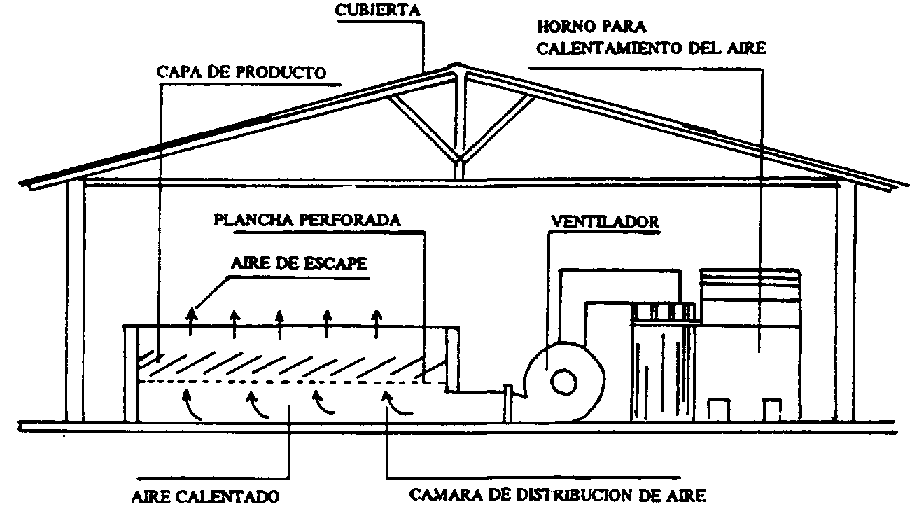 CUBIERTA
HORNO PARA
CALENTAMIENTO DEL AIRE
CAPA DE PRODUCTO
PLANCHA PERFORADA
VENTILADOR
AIRE DE ESCAPE
AIRE CALENTADO
CAMARA DE DISTRIBUCION DE AIRE